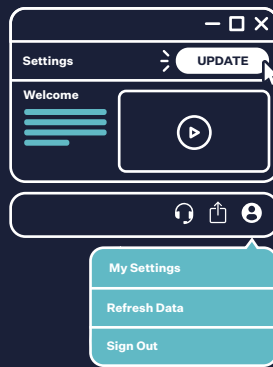 Settings
UPDATE
Welcome
My Settings
Refresh Data
Sign Out